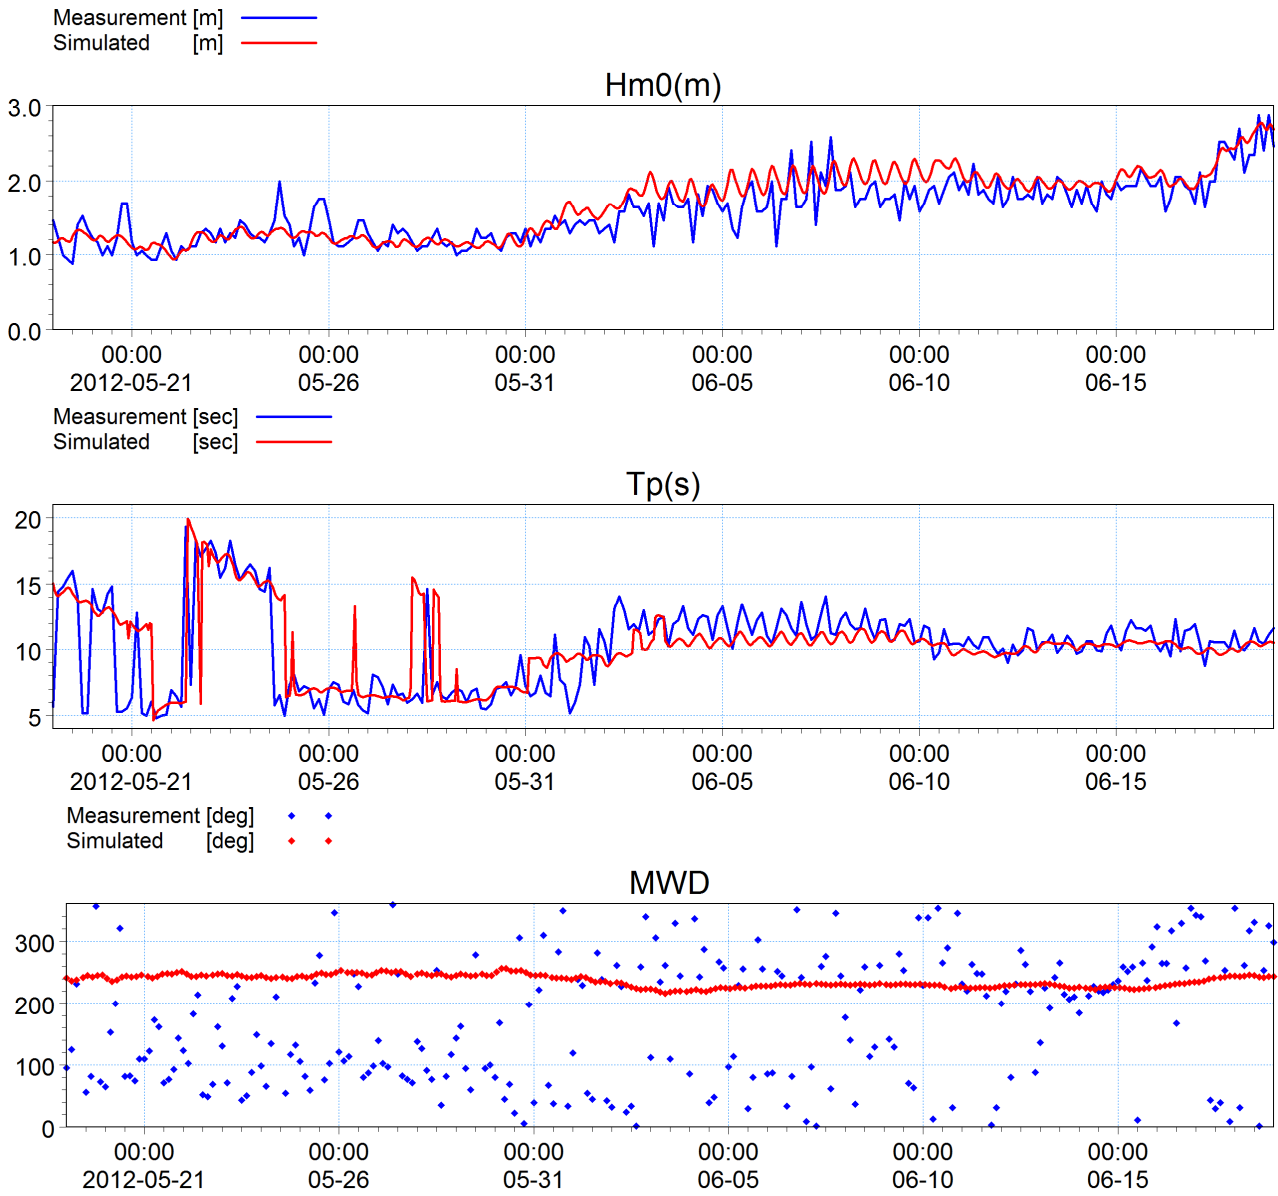 Measurement [m]
Simulated [m]
Hm0(m)
3.0
2.0
1.0
0.0
00:00 00:00 00:00 00:00 00:00 00:00
2012-05-21 05-26 05-31 06-05 06-10 06-15
Measurement [sec]
Simulated [sec]
Tp(s)
20
15
10
5
00:00 00:00 00:00 00:00 00:00 00:00
2012-05-21 05-26 05-31 06-05 06-10 06-15
Measurement [deg]
Simulated [deg]
MWD
300
200
100
0
00:00 00:00 00:00 00:00 00:00 00:00
2012-05-21 05-26 05-31 06-05 06-10 06-15